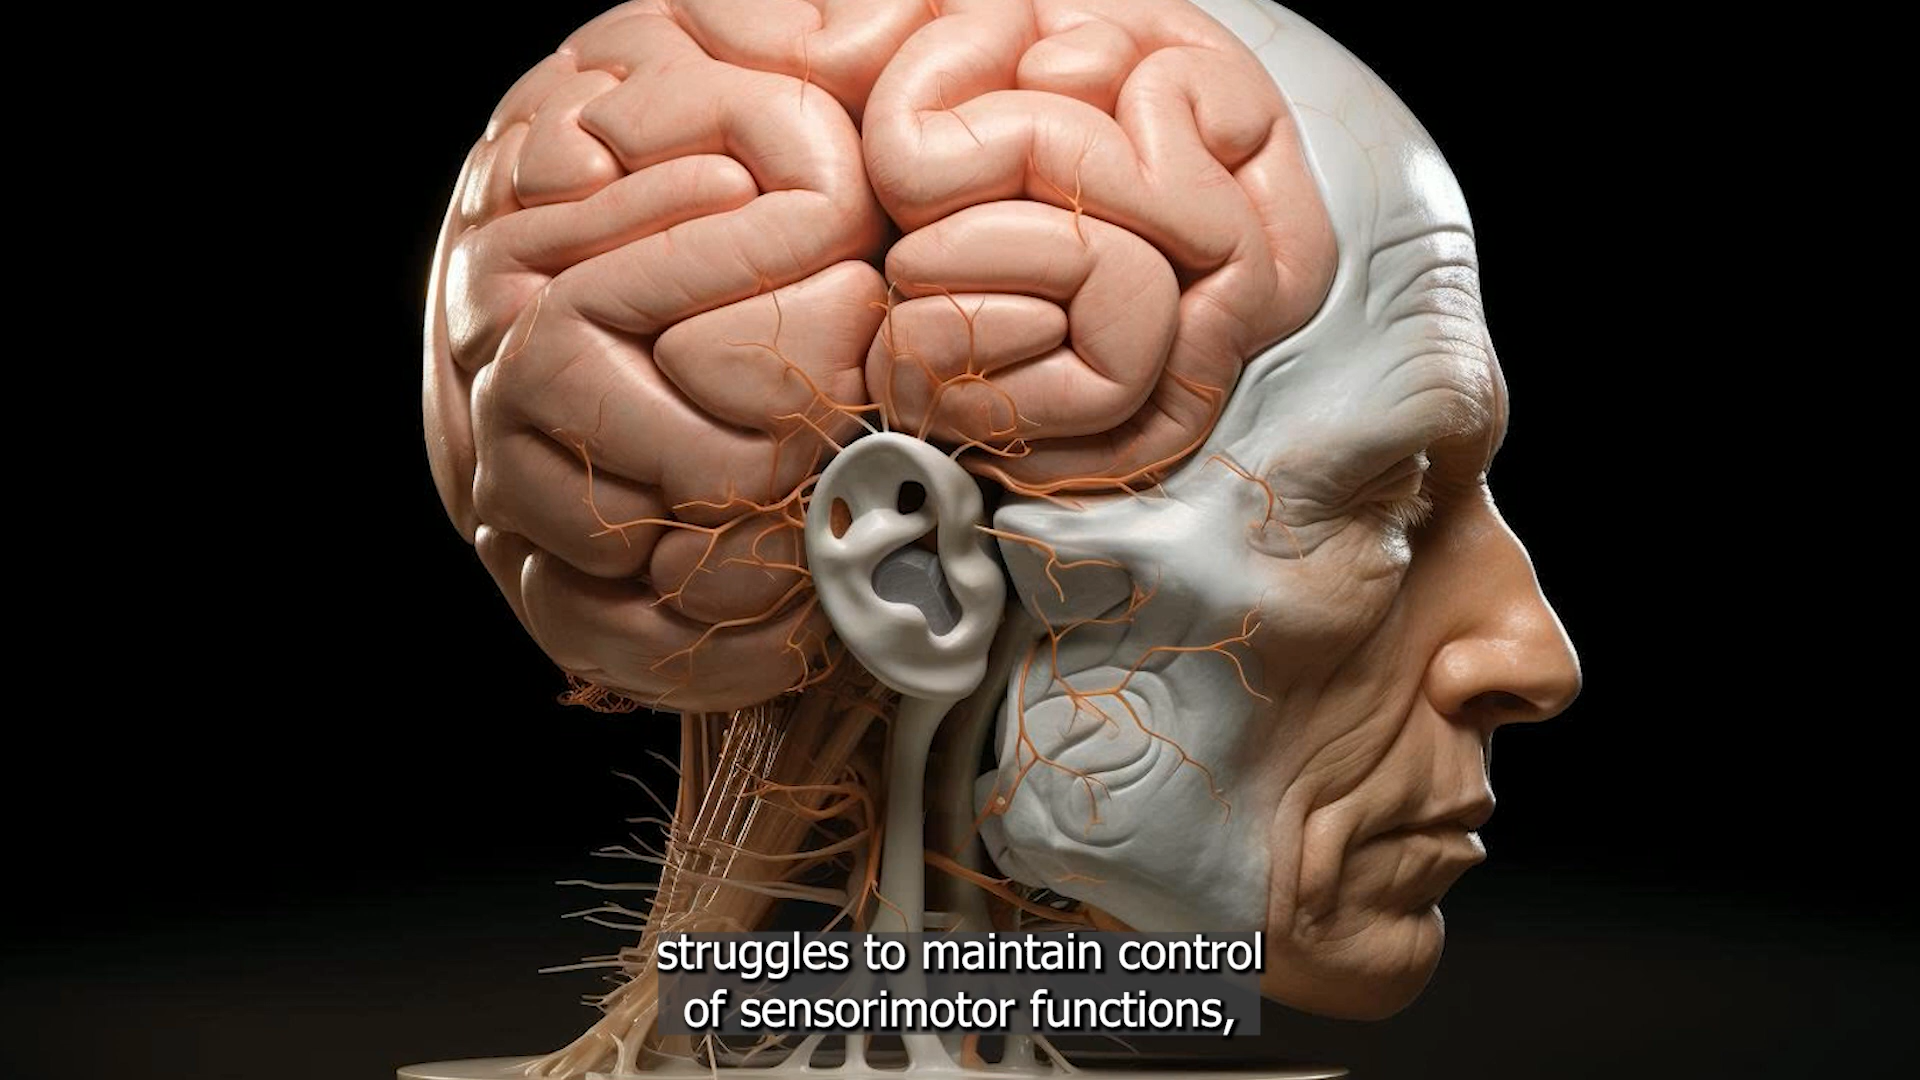 struggles to maintain control
of sensorimotor functions,